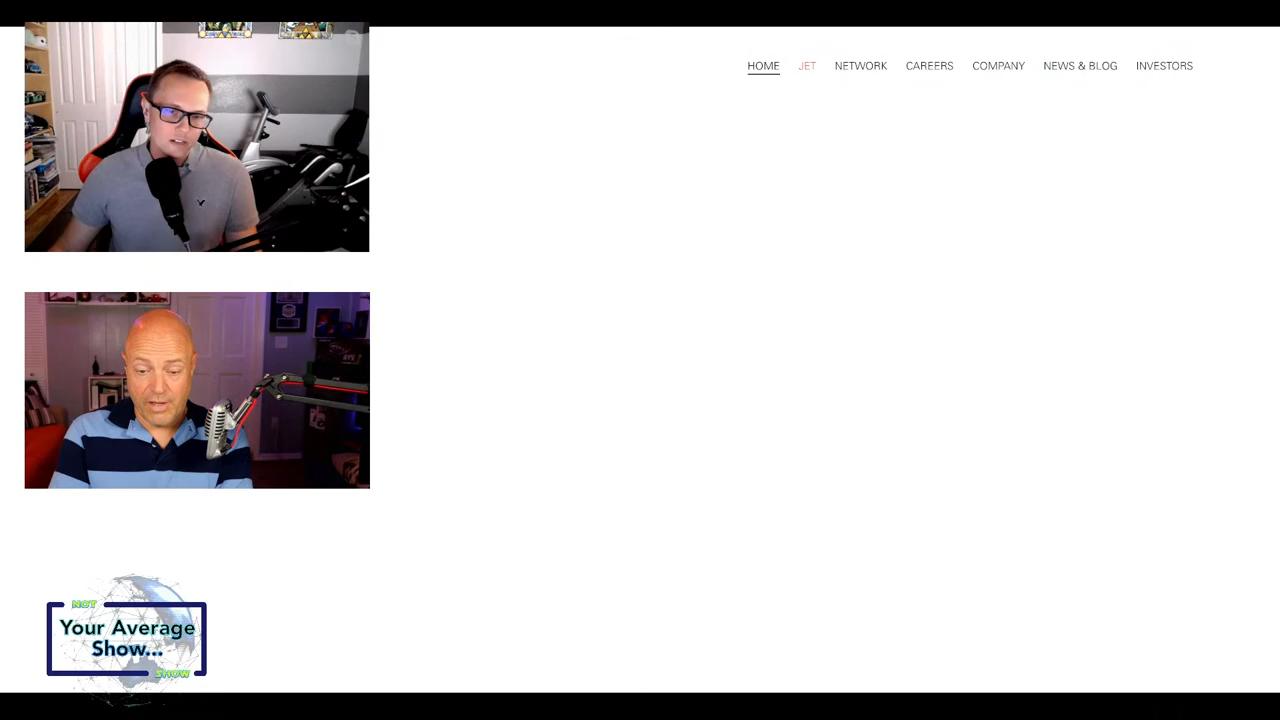 HOME JET NETWORK CAREERS COMPANY NEWS & BLOG INVESTORS
NOT
Your Average
Show...
SHOW